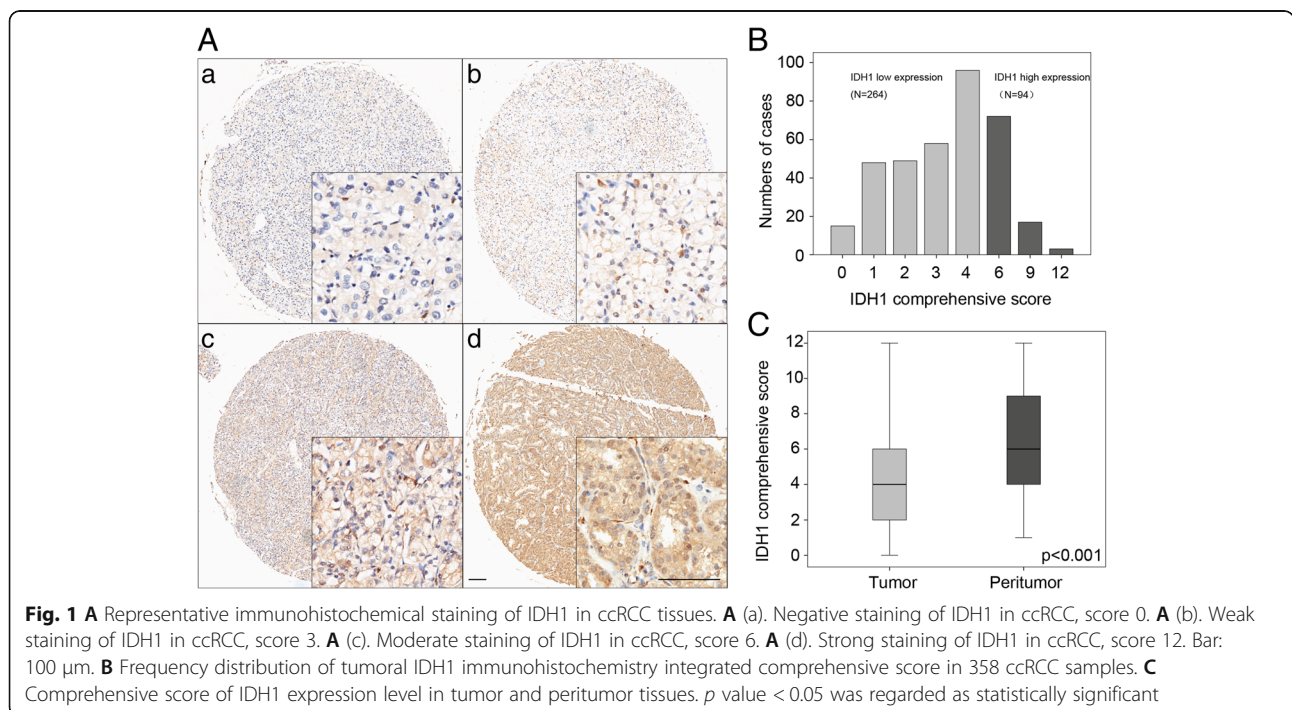 A
a
b
c
d
B
100
80
60
40
20
0
Numbers of cases
IDH1 low expression
(N=264)
IDH1 high expression
（N=94）
0 1 2 3 4 6 9 12
IDH1 comprehensive score
C
12
10
8
6
4
2
0
IDH1 comprehensive score
p<0.001
Tumor Peritumor
Fig. 1 A Representative immunohistochemical staining of IDH1 in ccRCC tissues. A (a). Negative staining of IDH1 in ccRCC, score 0. A (b). Weak
staining of IDH1 in ccRCC, score 3. A (c). Moderate staining of IDH1 in ccRCC, score 6. A (d). Strong staining of IDH1 in ccRCC, score 12. Bar:
100 μm. B Frequency distribution of tumoral IDH1 immunohistochemistry integrated comprehensive score in 358 ccRCC samples. C
Comprehensive score of IDH1 expression level in tumor and peritumor tissues. p value < 0.05 was regarded as statistically significant